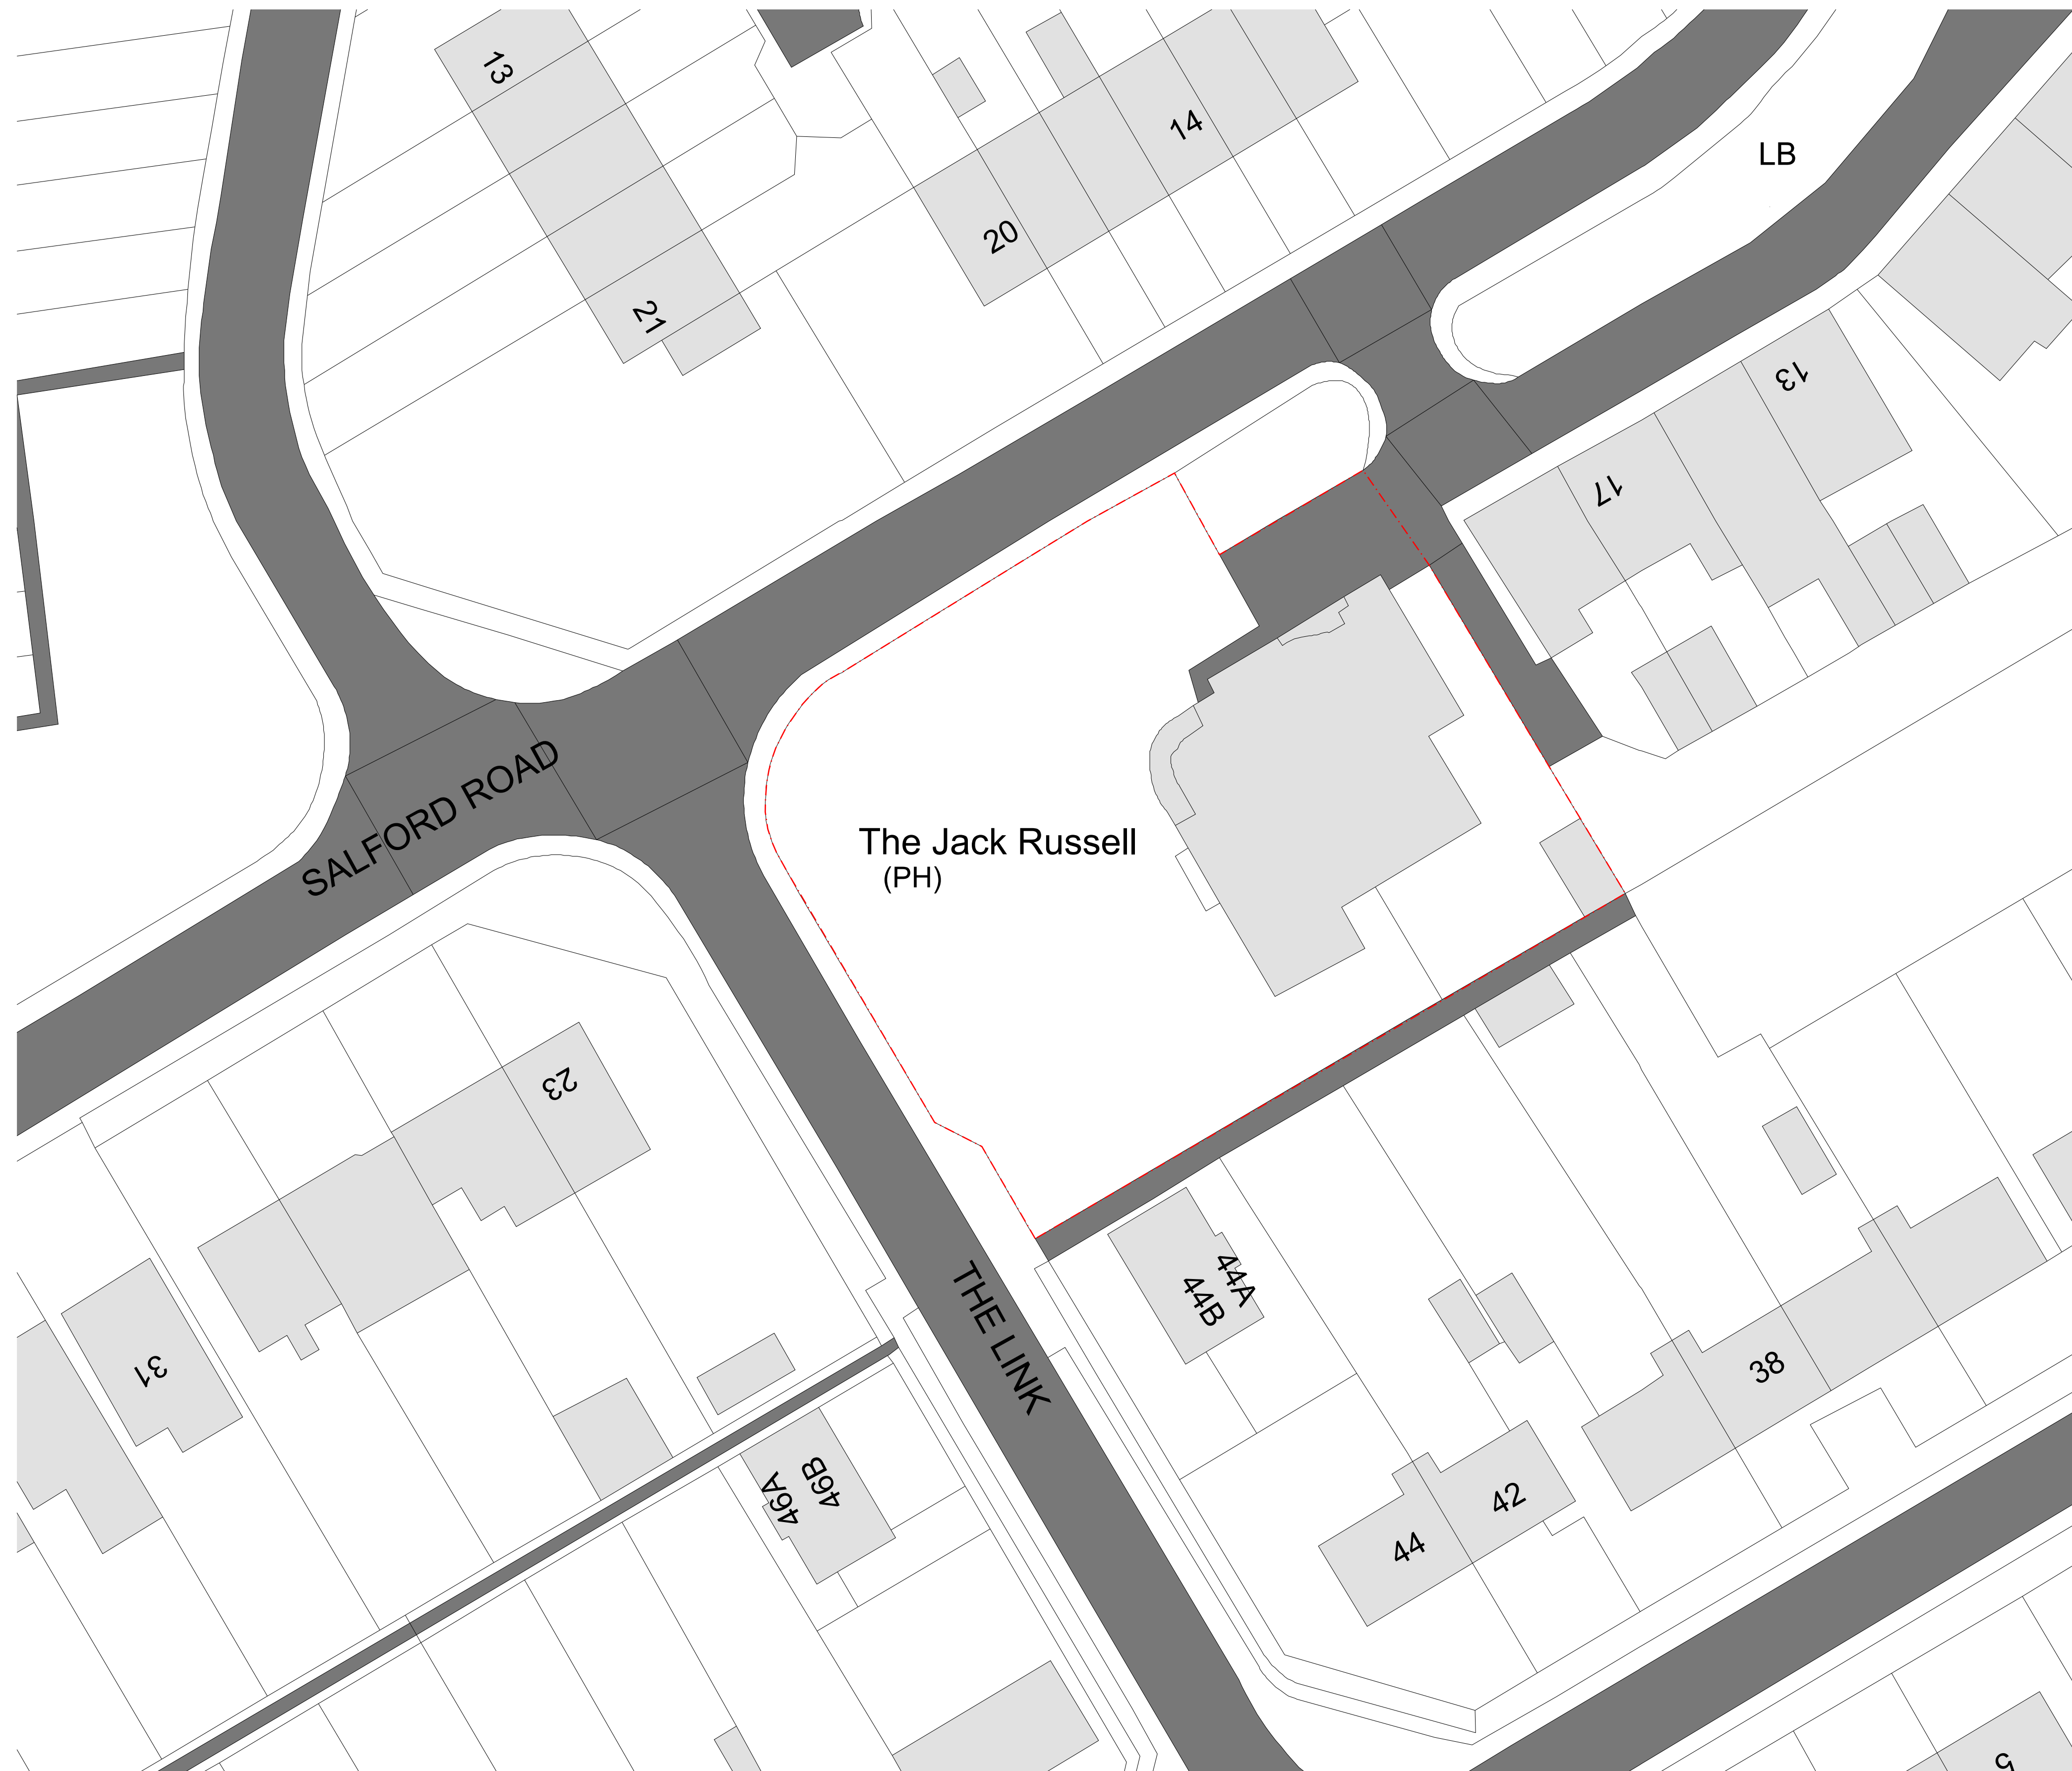 13
14
LB
20
21
13
17
SALFORD ROAD
The Jack Russell
(PH)
23
44A
44B
THE LINK
31
38
46B
46A
42
44
5